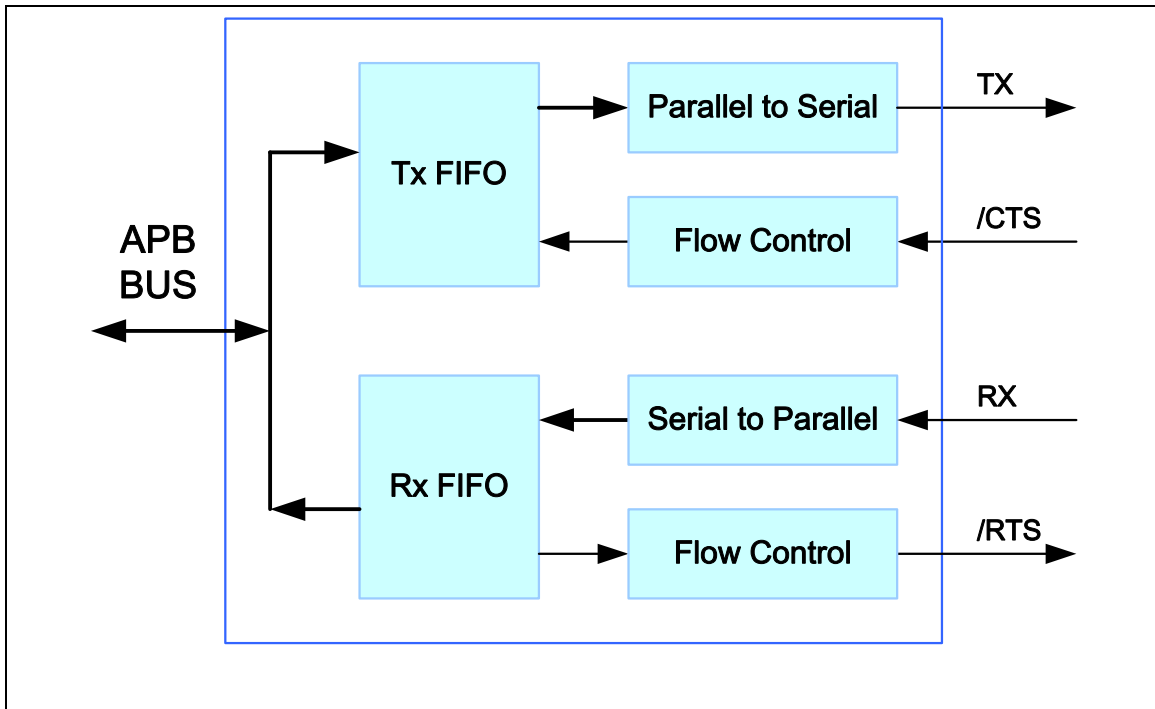 APB
BUS
Tx FIFO
Parallel to Serial
TX
Flow Control
/CTS
Rx FIFO
Serial to Parallel
RX
Flow Control
/RTS